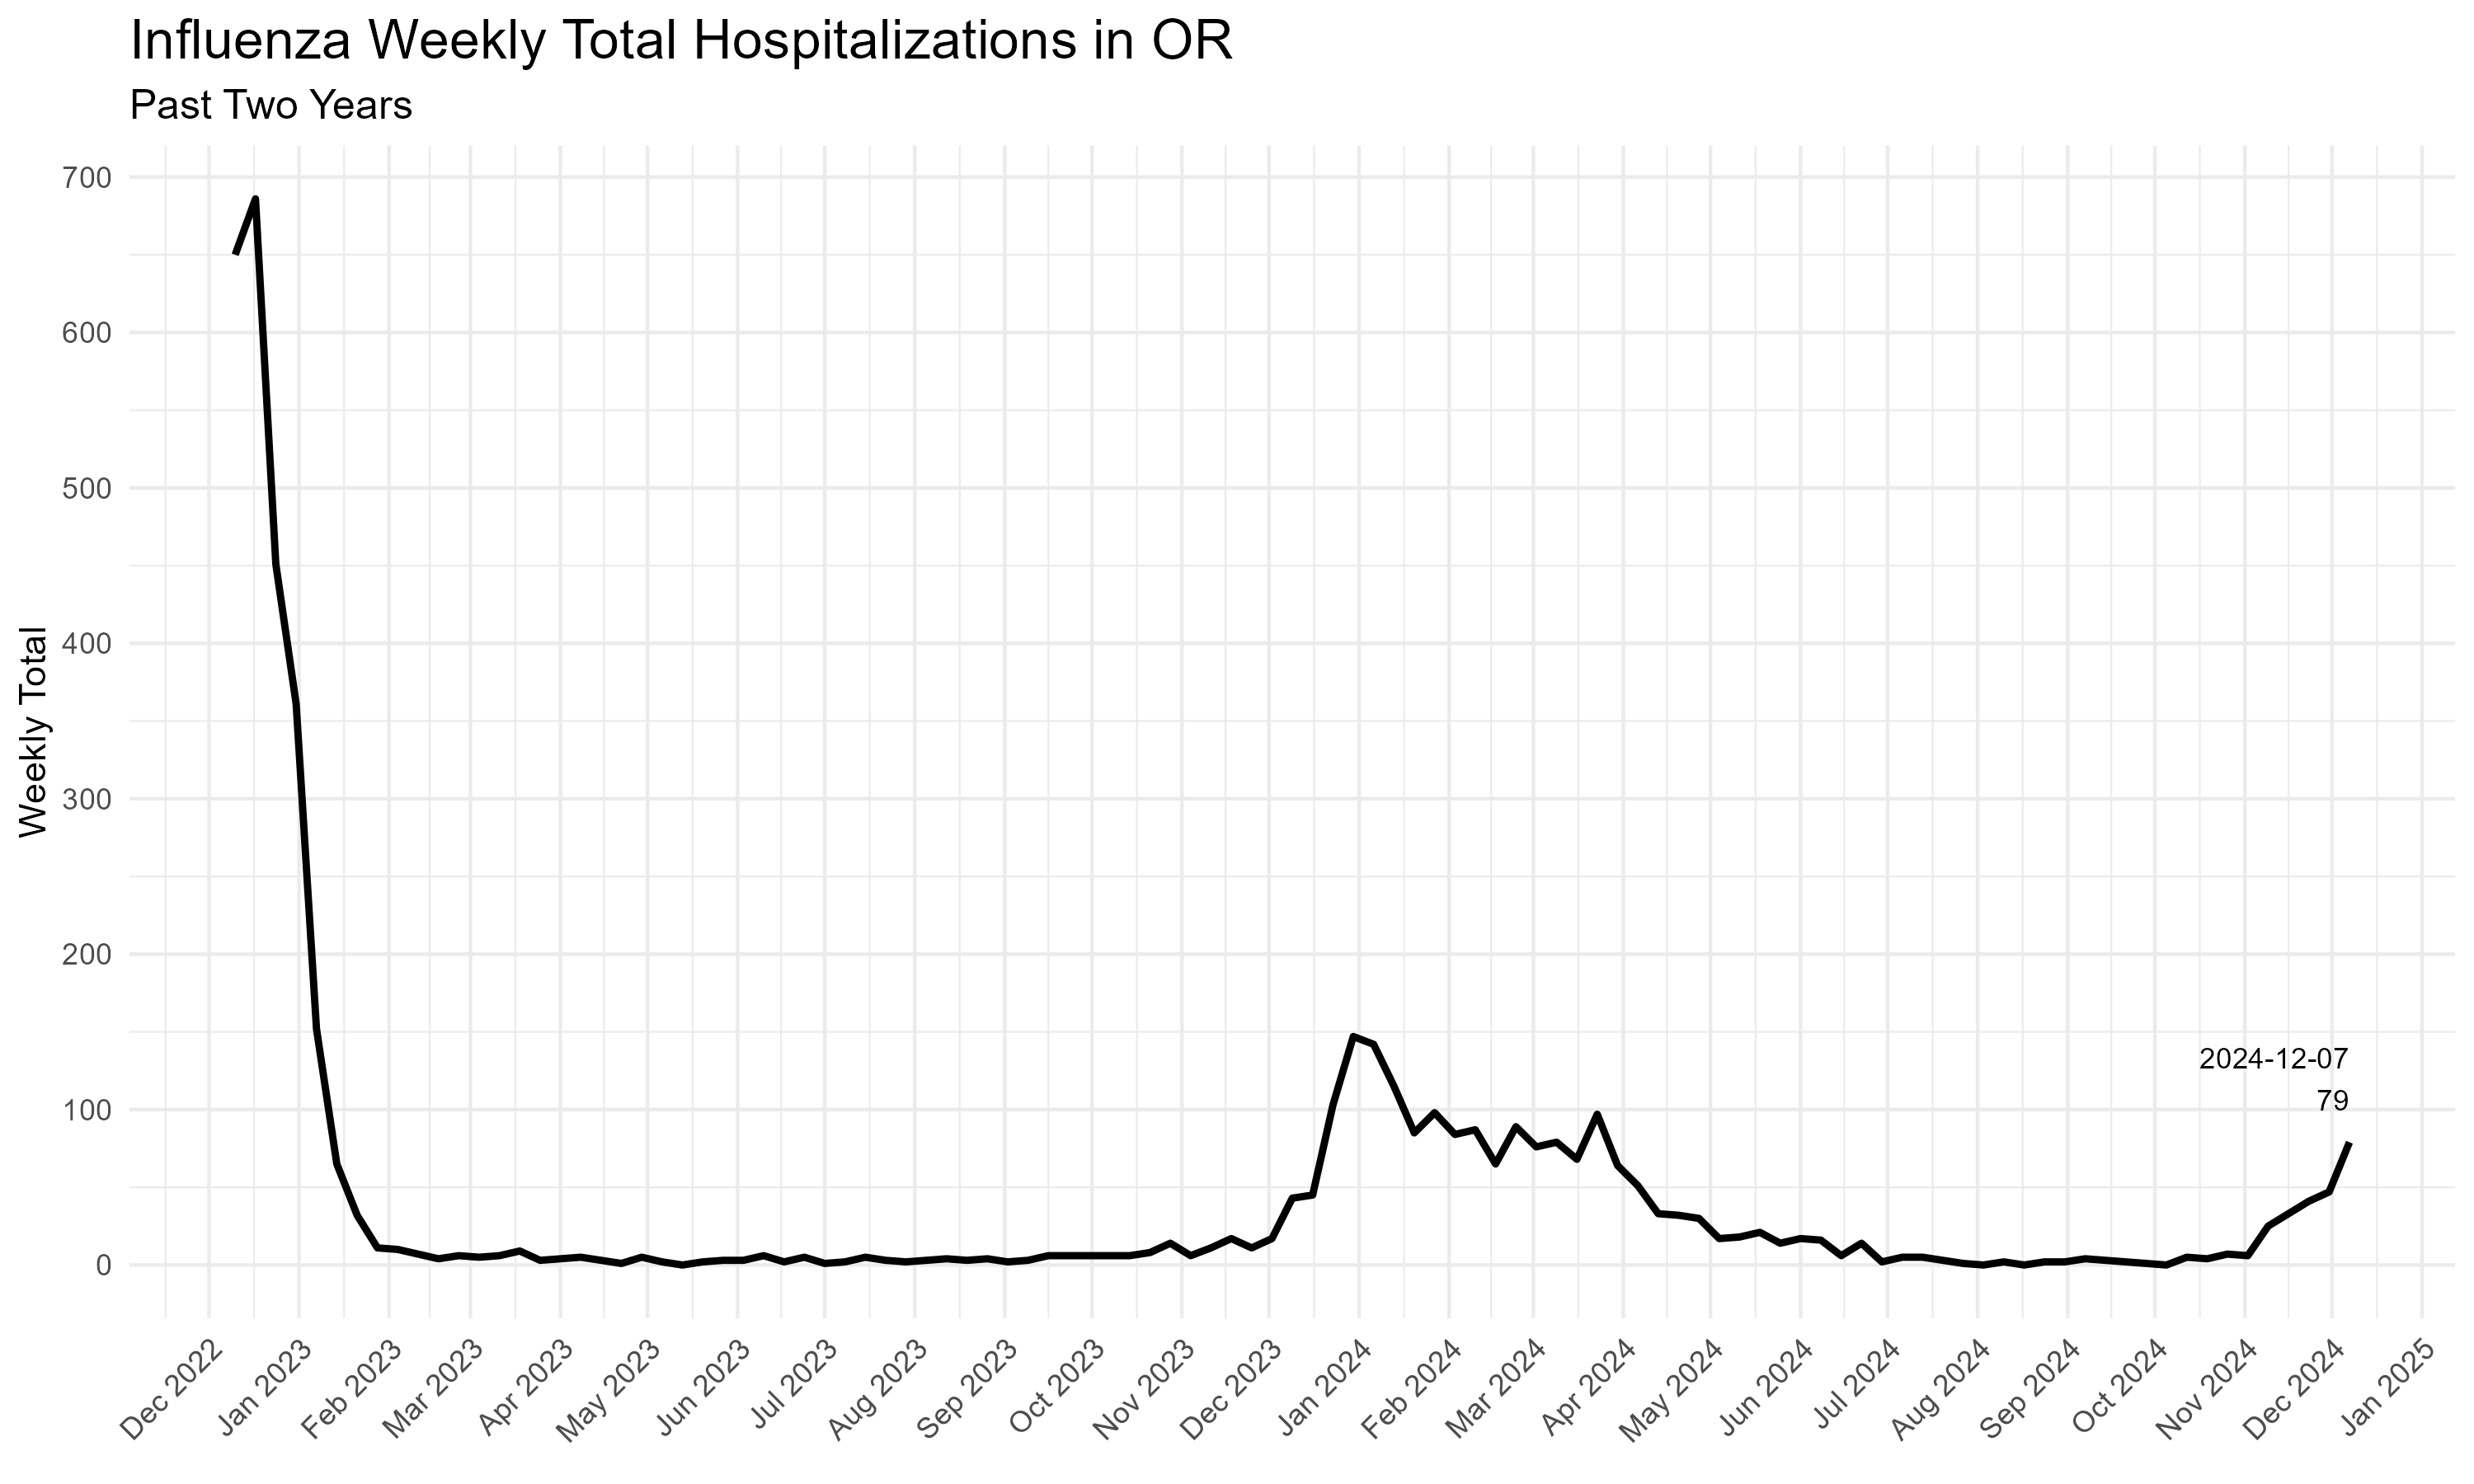 Influenza Weekly Total Hospitalizations in OR
Past Two Years
Weekly Total
700
600
500
400
300
200
100
0
2024-12-07
79
Dec 2022
Jan 2023
Feb 2023
Mar 2023
Apr 2023
May 2023
Jun 2023
Jul 2023
Aug 2023
Sep 2023
Oct 2023
Nov 2023
Dec 2023
Jan 2024
Feb 2024
Mar 2024
Apr 2024
May 2024
Jun 2024
Jul 2024
Aug 2024
Sep 2024
Oct 2024
Nov 2024
Dec 2024
Jan 2025